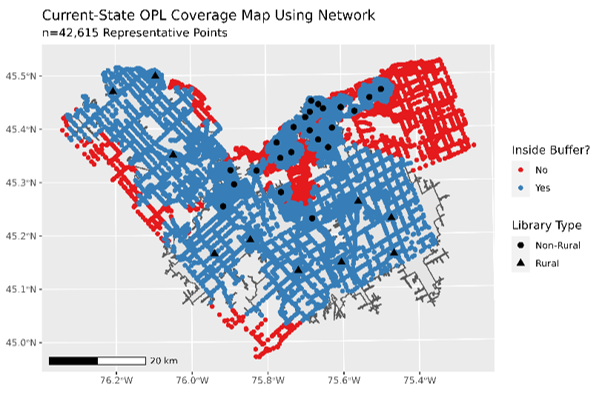 Current-State OPL Coverage Map Using Network
n=42,615 Representative Points
45.5°N
45.4°N
45.3°N
45.2°N
45.1°N
45.0°N
76.2°W
76.0°W
75.8°W
75.6°W
75.4°W
20 km
Inside Buffer?
No
Yes
Library Type
Non-Rural
Rural